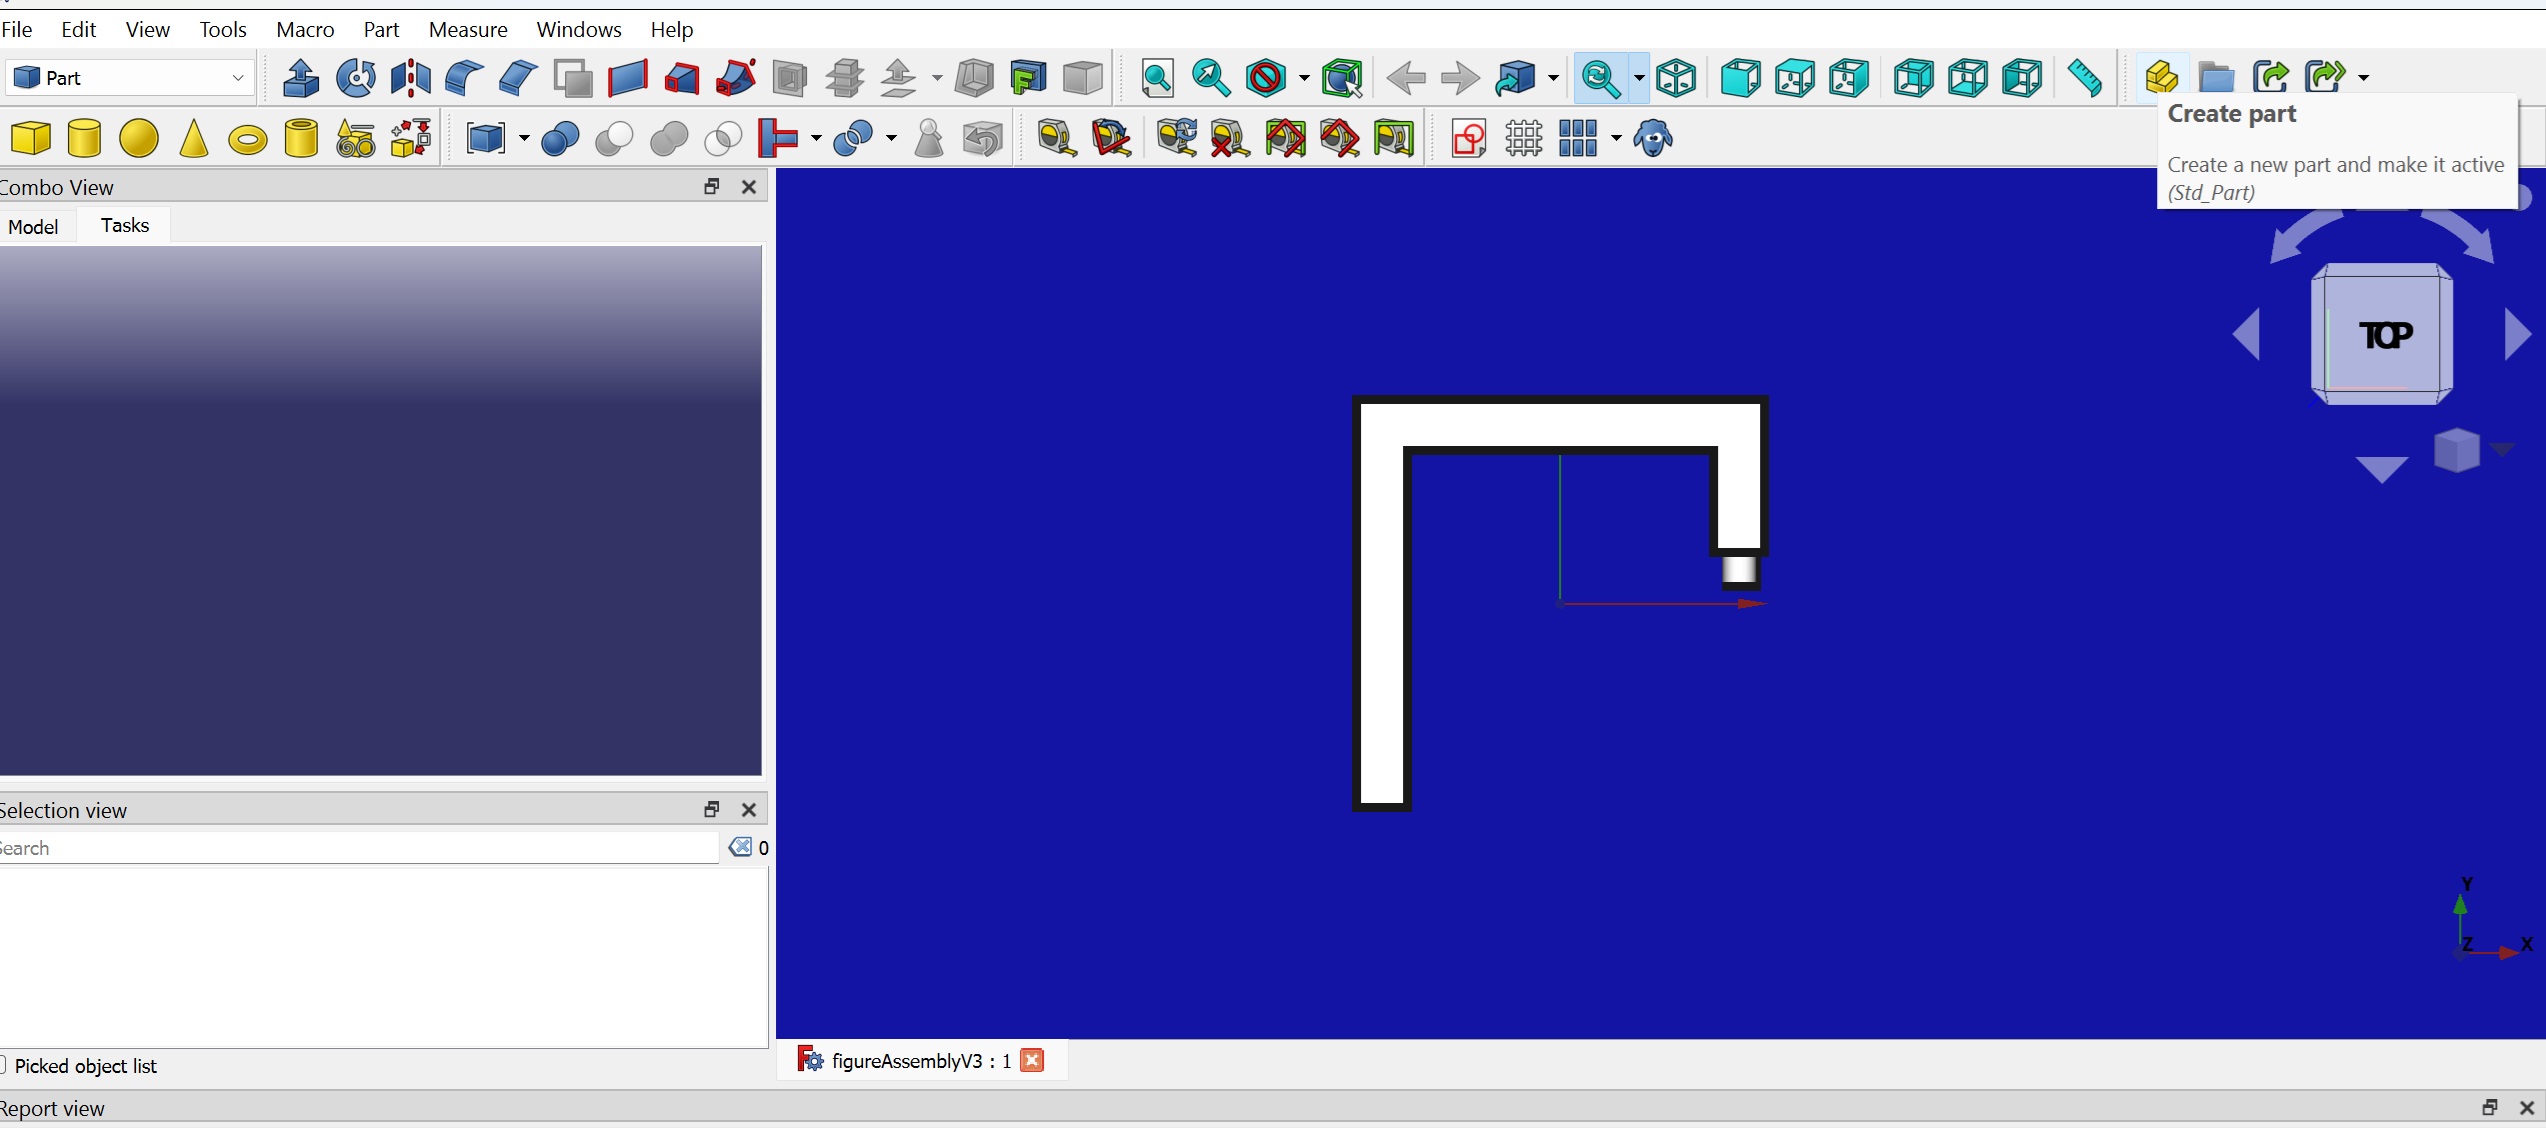 File Edit View Tools Macro Part Measure Windows Help
Part
Create part
Create a new part and make it active
(Std_Part)
Combo View
Model Tasks
TOP
Selection view
Search
0
Y
Z X
figureAssemblyV3 : 1
Picked object list
Report view